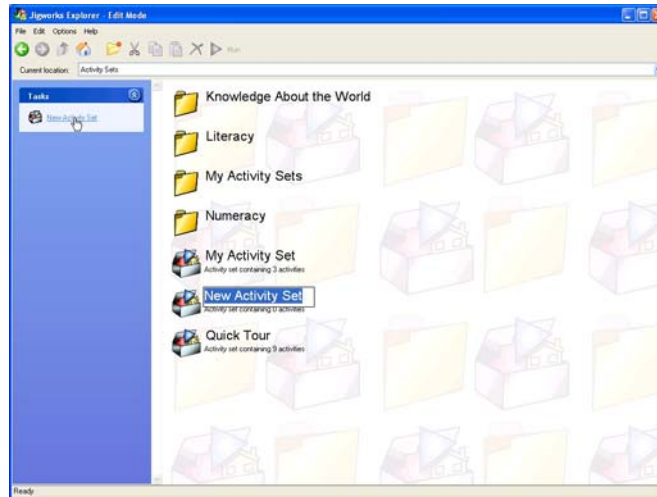 Jigworks Explorer - Edit Mode
File Edit Options Help
Run
Current location: Activity Sets
Tasks
New Activity Set
Knowledge About the World
Literacy
My Activity Sets
Numeracy
My Activity Set
Activity set containing 3 activities
New Activity Set
Activity set containing 0 activities
Quick Tour
Activity set containing 9 activities
Ready